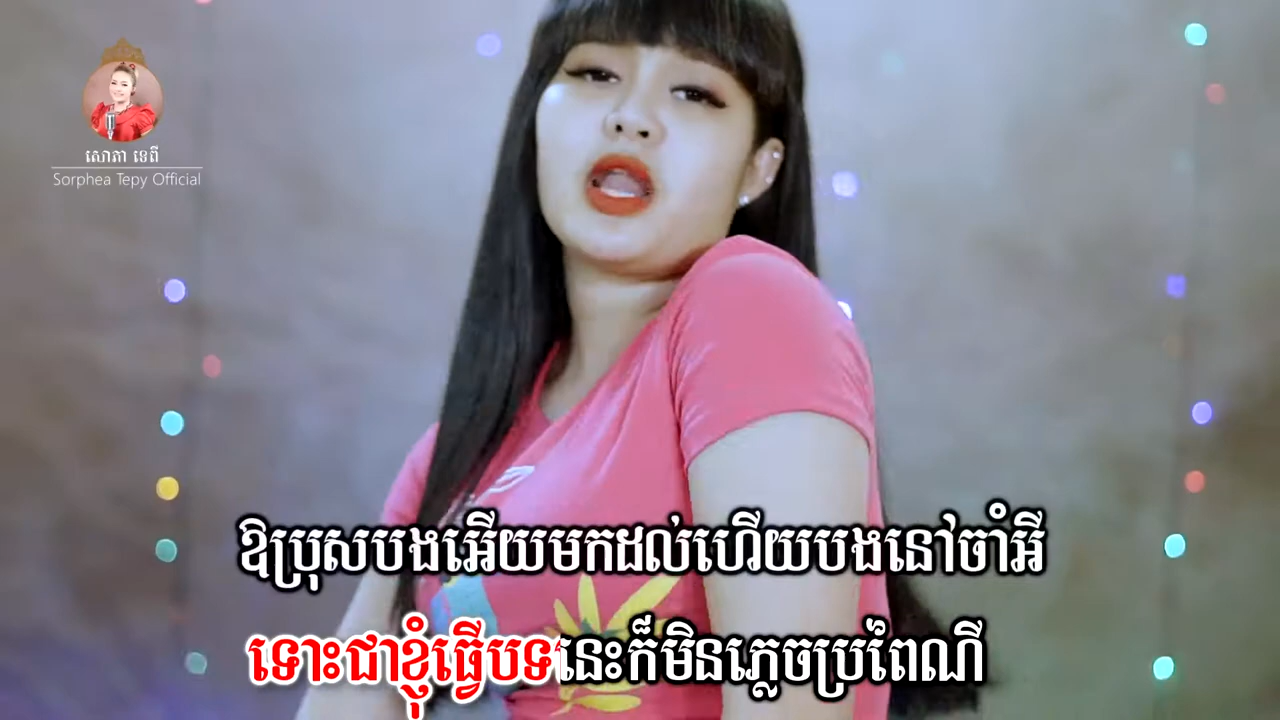 សោភា ទេពី
Sorphea Tepy Official
ឱប្រុសបងអើយមកដល់ហើយបងនៅចាំអី
ទោះជាខ្ញុំធ្វើបទនេះក៏មិនភ្លេចប្រពៃណី